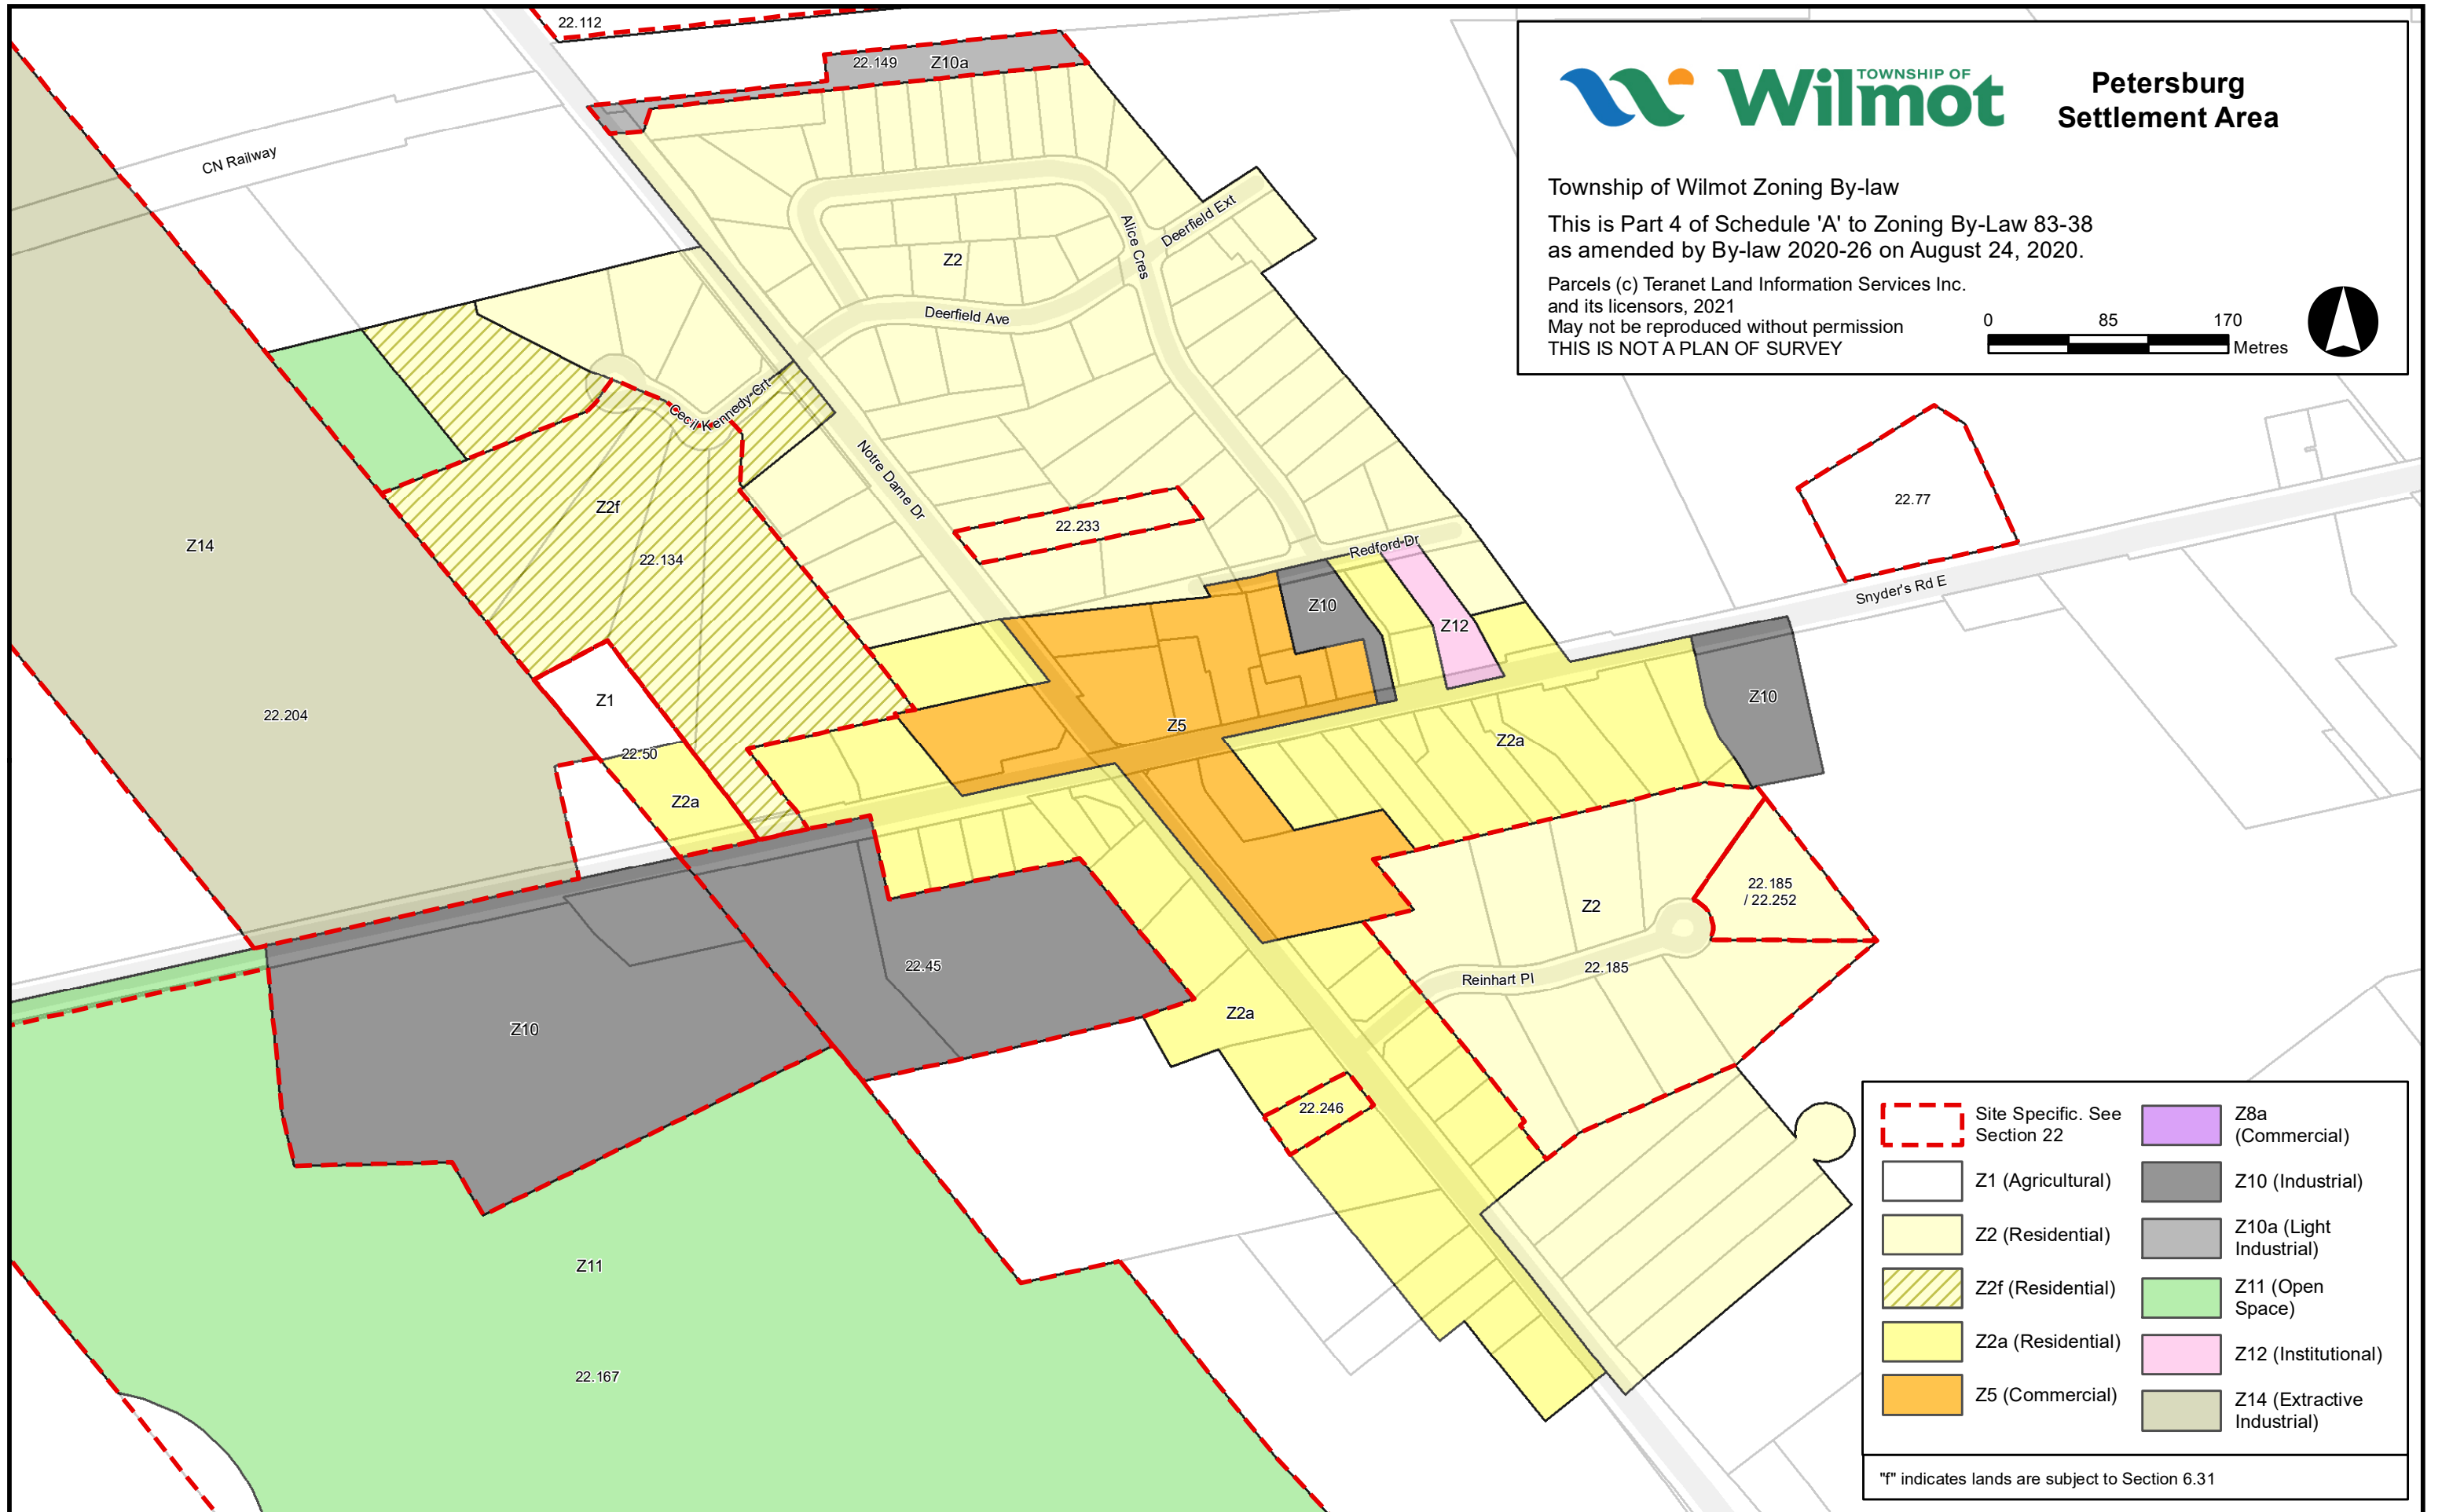 22.112
22.149
Z10a
CN Railway
TOWNSHIP OF
Wilmot
Petersburg
Settlement Area
Township of Wilmot Zoning By-law
This is Part 4 of Schedule 'A' to Zoning By-Law 83-38
as amended by By-law 2020-26 on August 24, 2020.
Parcels (c) Teranet Land Information Services Inc.
and its licensors, 2021
May not be reproduced without permission
THIS IS NOT A PLAN OF SURVEY
0 85 170
Metres
Alice Cres
Deerfield Ext
Z2
Deerfield Ave
Cecil Kennedy Crt
Notre Dame Dr
Z2f
22.77
22.233
Z14
22.134
Redford Dr
Snyder's Rd E
Z10
Z12
Z1
Z10
22.204
Z5
Z2a
22.50
Z2a
22.185
/ 22.252
Z2
22.45
22.185
Reinhart Pl
Z2a
Z10
22.246
Z11
22.167
Site Specific. See
Section 22
Z1 (Agricultural)
Z2 (Residential)
Z2f (Residential)
Z2a (Residential)
Z5 (Commercial)
Z8a
(Commercial)
Z10 (Industrial)
Z10a (Light
Industrial)
Z11 (Open
Space)
Z12 (Institutional)
Z14 (Extractive
Industrial)
"f" indicates lands are subject to Section 6.31